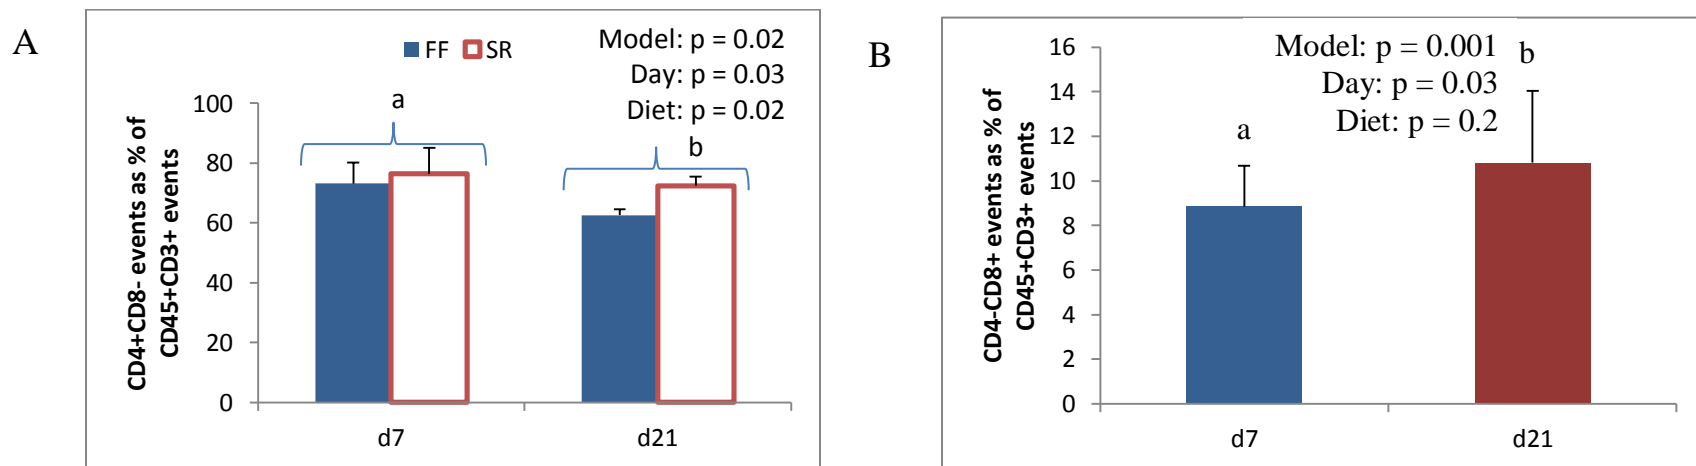 A
FF SR
Model: p = 0.02
Day: p = 0.03
Diet: p = 0.02
a
b
CD4+CD8- events as % of
CD45+CD3+ events
100
80
60
40
20
0
d7 d21
B
Model: p = 0.001
Day: p = 0.03
Diet: p = 0.2
a
b
CD4-CD8+ events as % of
CD45+CD3+ events
16
14
12
10
8
6
4
2
0
d7 d21